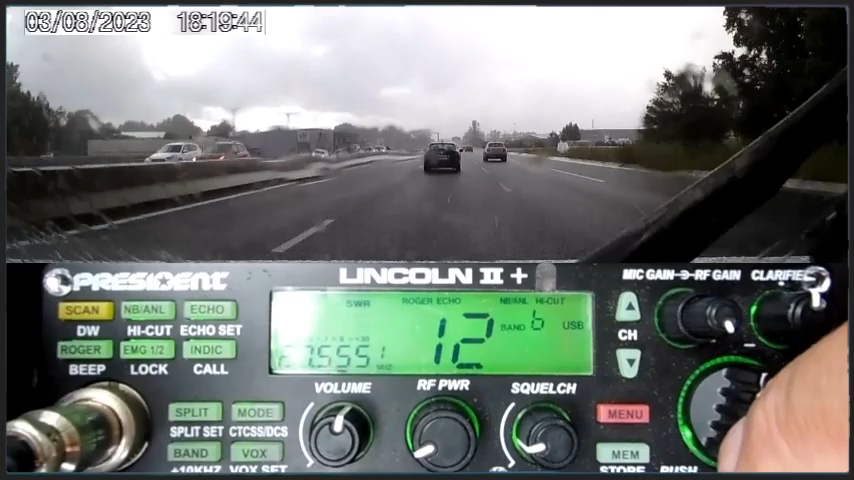 03/08/2023 18:19:44
PRESIDENT LINCOLN II + MIC GAIN RF GAIN CLARIFIER
SCAN NB/ANL ECHO
DW HI-CUT ECHO SET
ROGER EMG 1/2 INDIC
BEEP LOCK CALL
SWR ROGER ECHO NB/ANL HI-CUT
12 BAND b USB
27.555 MHZ
CH
VOLUME RF PWR SQUELCH
SPLIT MODE
SPLIT SET CTCSS/DCS
BAND VOX
+10KHZ VOX SET
MENU
MEM
STORE PUSH